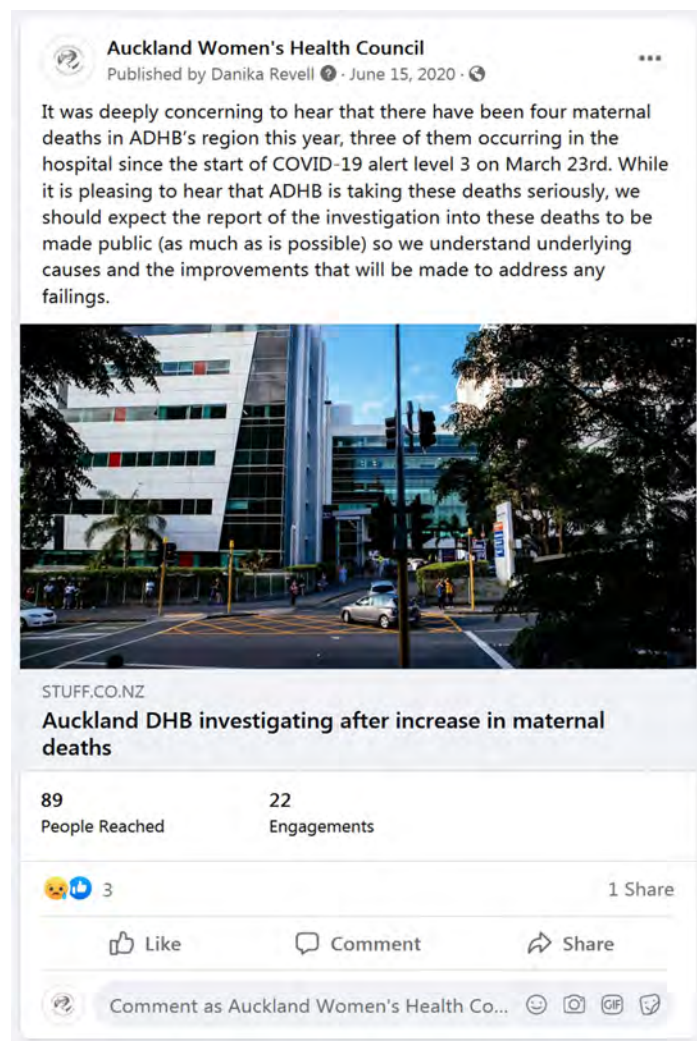 Auckland Women's Health Council
Published by Danika Revell · June 15, 2020 ·
It was deeply concerning to hear that there have been four maternal
deaths in ADHB's region this year, three of them occurring in the
hospital since the start of COVID-19 alert level 3 on March 23rd. While
it is pleasing to hear that ADHB is taking these deaths seriously, we
should expect the report of the investigation into these deaths to be
made public (as much as is possible) so we understand underlying
causes and the improvements that will be made to address any
failings.
STUFF.CO.NZ
Auckland DHB investigating after increase in maternal
deaths
89 22
People Reached Engagements
3 1 Share
Like Comment Share
Comment as Auckland Women's Health Co... GIF